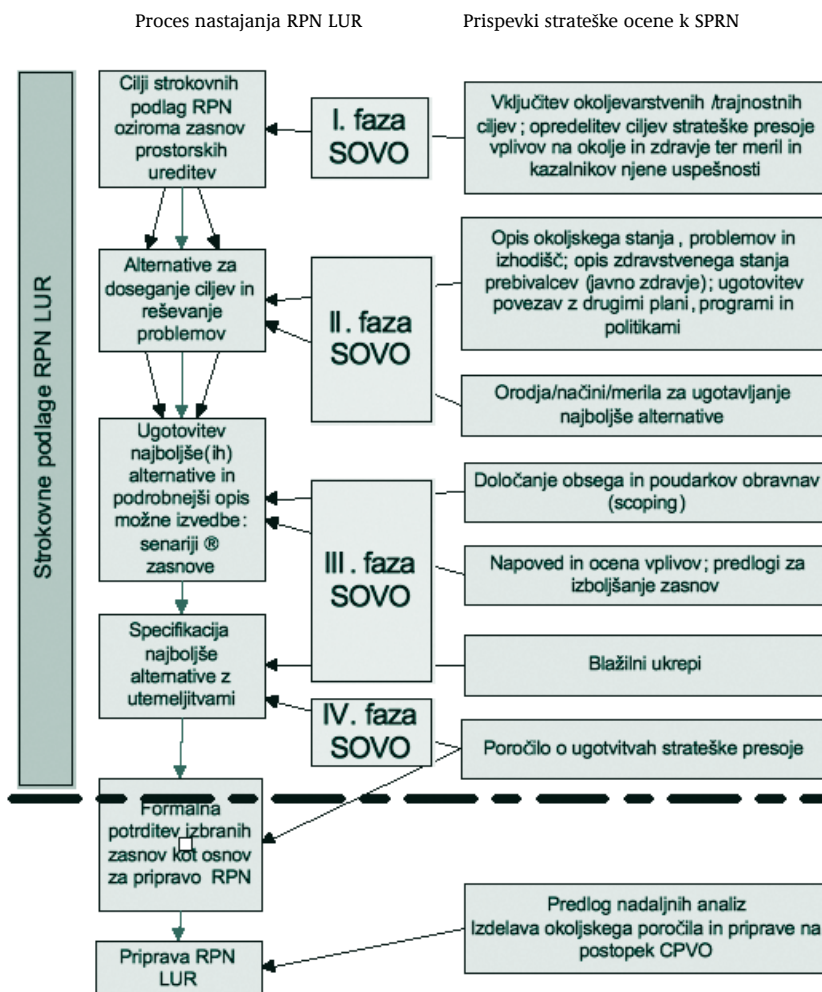 Proces nastajanja RPN LUR
Prispevki strateške ocene k SPRN
Strokovne podlage RPN LUR
Cilji strokovnih
podlag RPN
oziroma zasnov
prostorskih
ureditev
I. faza
SOVO
Vključitev okoljevarstvenih /trajnostnih
ciljev ; opredelitev ciljev strateške presoje
vplivov na okolje in zdravje ter meril in
kazalnikov njene uspešnosti
Alternative za
doseganje ciljev in
reševanje
problemov
II. faza
SOVO
Opis okoljskega stanja , problemov in
izhodišč; opis zdravstvenega stanja
prebivalcev (javno zdravje); ugotovitev
povezav z drugimi plani, programi in
politikami
Orodja/načini/merila za ugotavljanje
najboljše alternative
Ugotovitev
najboljše(ih)
alternative in
podrobnejši opis
možne izvedbe:
senariji ®
zasnove
III . faza
SOVO
Določanje obsega in poudarkov obravnav
(scoping)
Napoved in ocena vplivov ; predlogi za
izboljšanje zasnov
Specifikacija
najboljše
alternative z
utemeljitvami
Blažilni ukrepi
IV. faza
SOVO
Poročilo o ugotvitvah strateške presoje
Formalna
potrditev izbranih
zasnov kot osnov
za pripravo RPN
Predlog nadaljnih analiz
Izdelava okoljskega poročila in priprave na
postopek CPVO
Priprava RPN
LUR